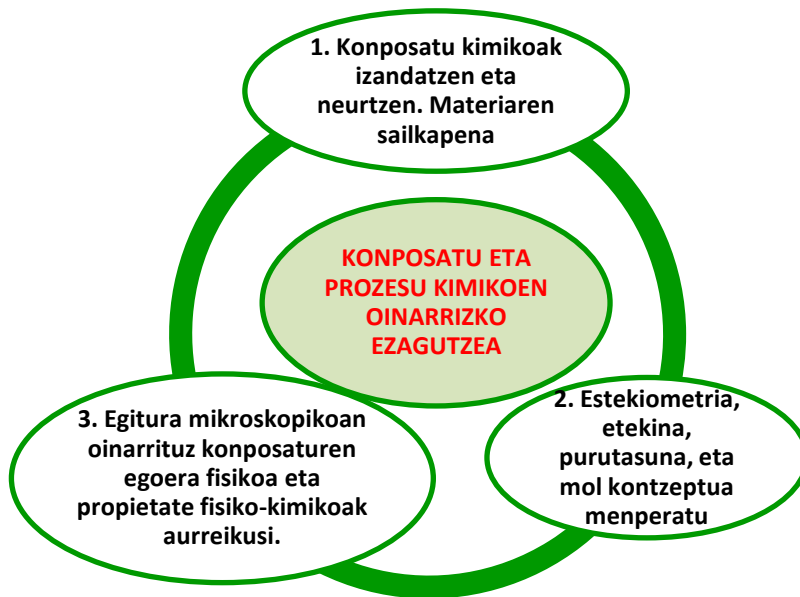 1. Konposatu kimikoak
izandatzen eta
neurtzen. Materiaren
sailkapena
KONPOSATU ETA
PROZESU KIMIKOEN
OINARRIZKO
EZAGUTZEA
2. Estekiometria,
etekina,
purutasuna, eta
mol kontzeptua
menperatu
3. Egitura mikroskopikoan
oinarrituz konposaturen
egoera fisikoa eta
propietate fisiko-kimikoak
aurreikusi.